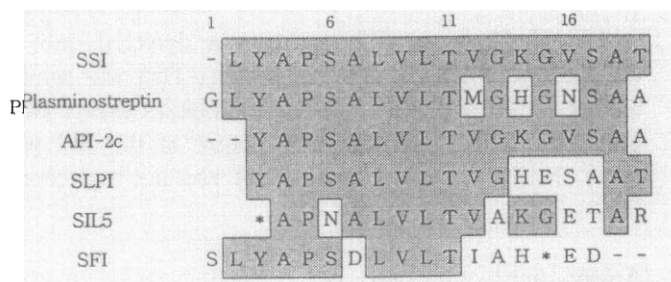 1 6 11 16
SSI - L Y A P S A L V L T V G K G V S A T
Plasminostreptin G L Y A P S A L V L T M G H G N S A A
API-2c - - Y A P S A L V L T V G K G V S A A
SLPI Y A P S A L V L T V G H E S A A T
SIL5 * A P N A L V L T V A K G E T A R
SFI S L Y A P S D L V L T I A H * E D - -